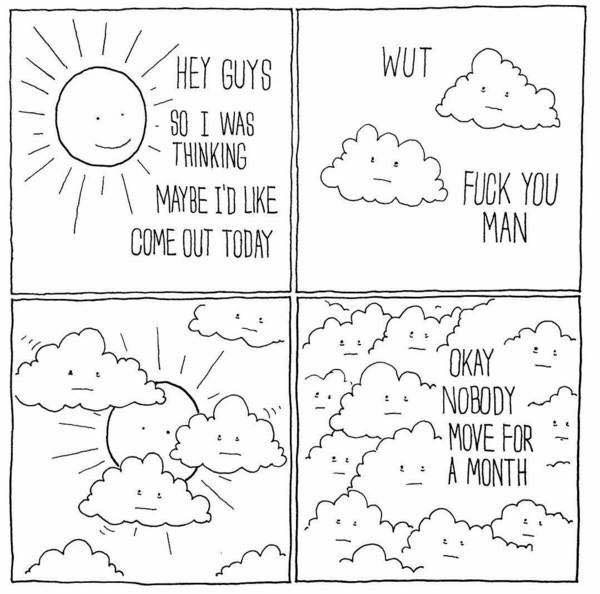 HEY GUYS
SO I WAS
THINKING
MAYBE I'D LIKE
COME OUT TODAY
WUT
FUCK YOU
MAN
OKAY
NOBODY
MOVE FOR
A MONTH